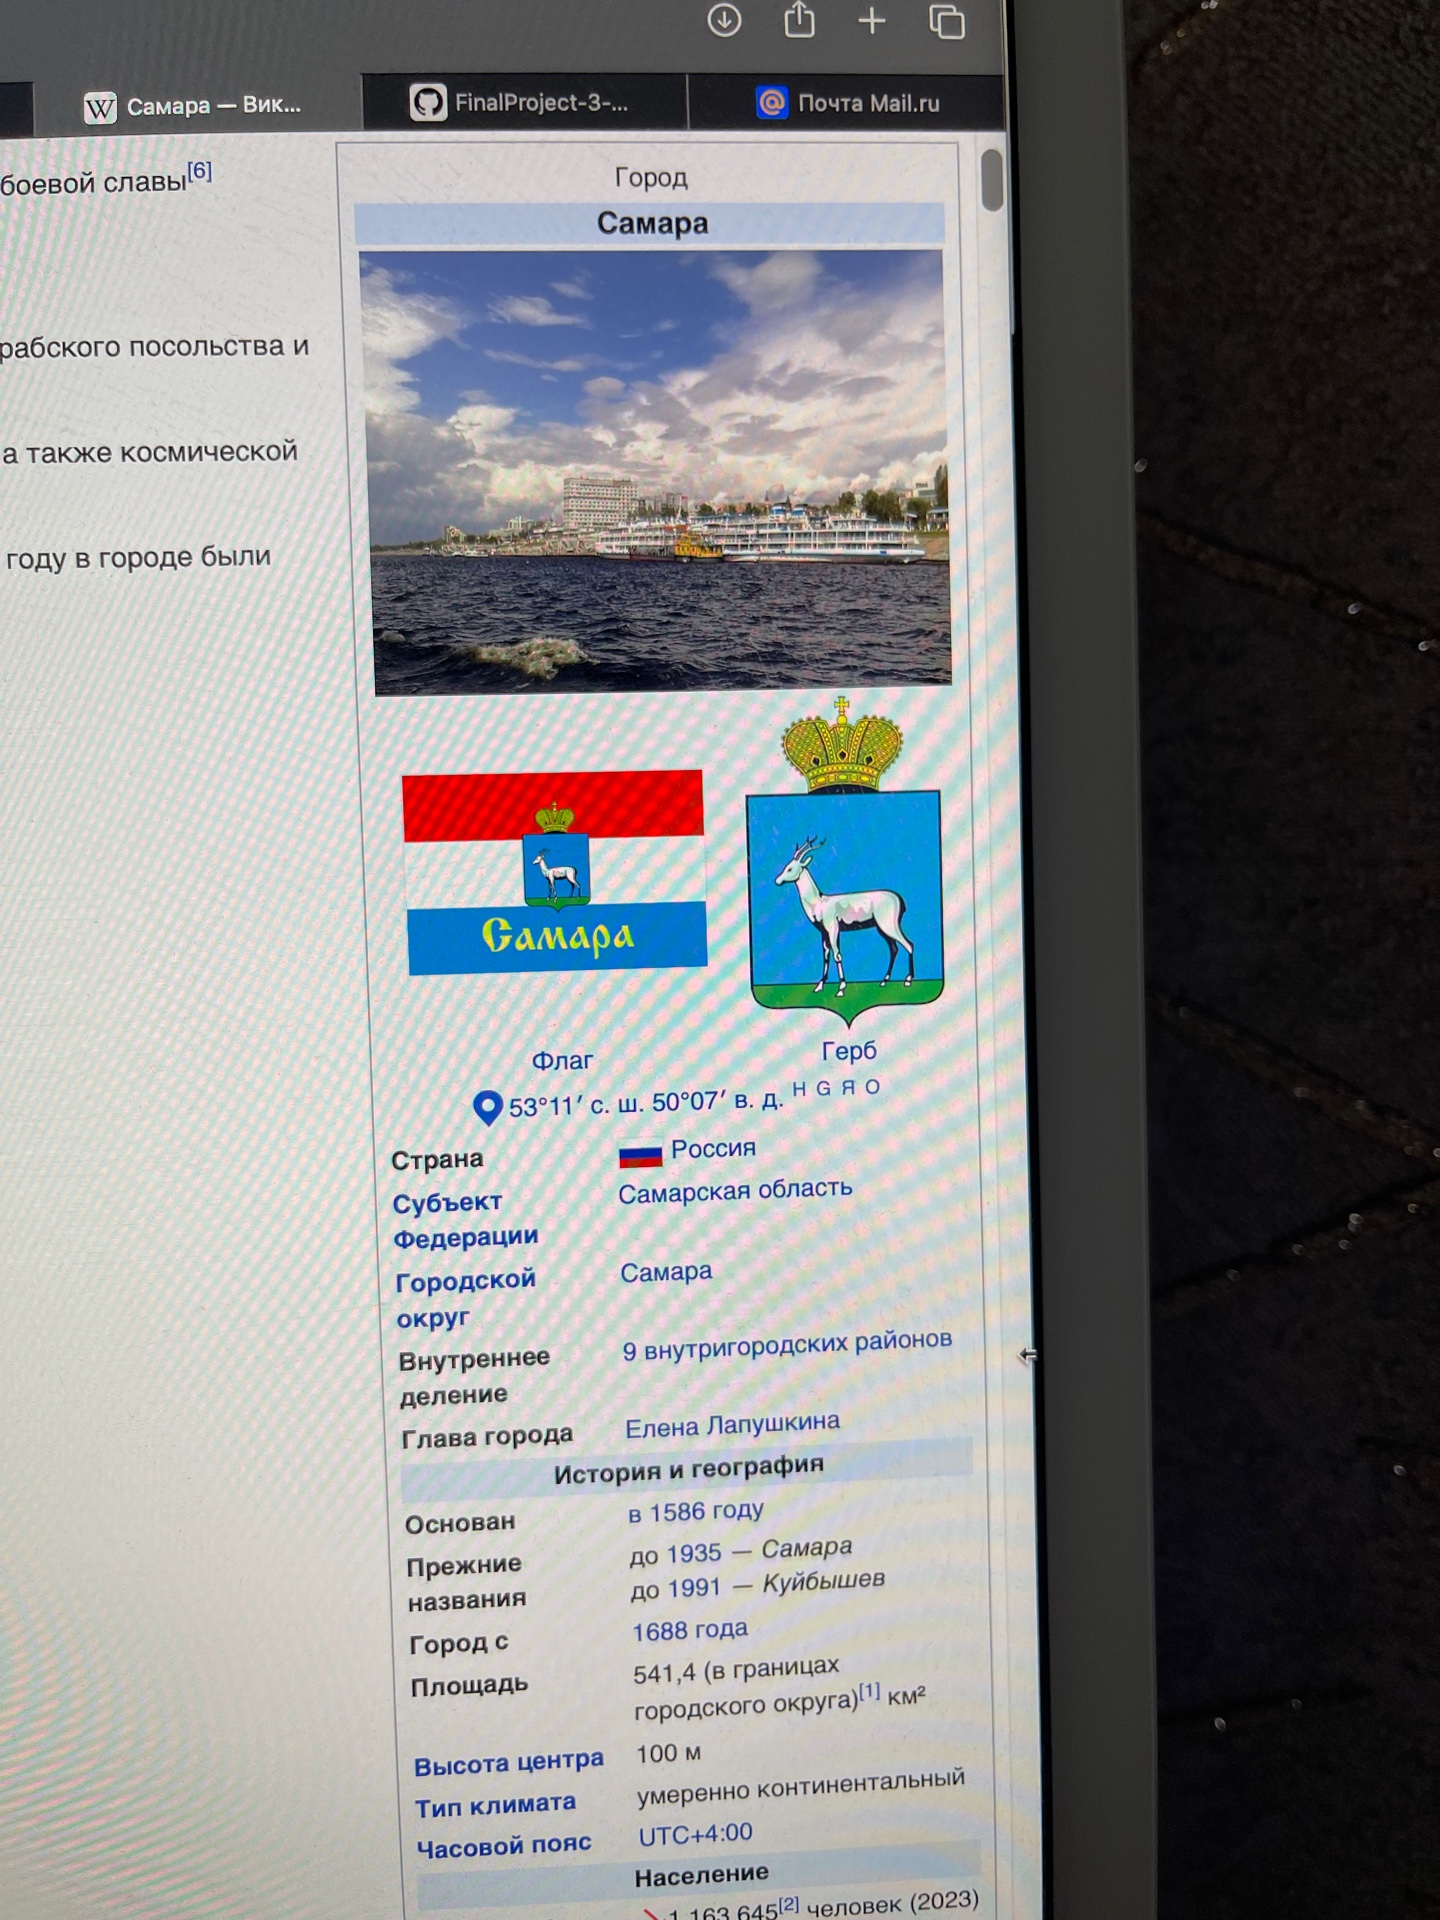 Самара — Вик...
FinalProject-3-...
Почта Mail.ru
боевой славы[6]
рабского посольства и
а также космической
году в городе были
Город
Самара
Самара
Флаг
Герб
53°11′ с. ш. 50°07′ в. д. H G Я O
Страна Россия
Субъект Федерации Самарская область
Городской округ Самара
Внутреннее деление 9 внутригородских районов
Глава города Елена Лапушкина
История и география
Основан в 1586 году
Прежние названия до 1935 — Самара
до 1991 — Куйбышев
Город с 1688 года
Площадь 541,4 (в границах
городского округа)[1] км²
Высота центра 100 м
Тип климата умеренно континентальный
Часовой пояс UTC+4:00
Население
1 163 645[2] человек (2023)